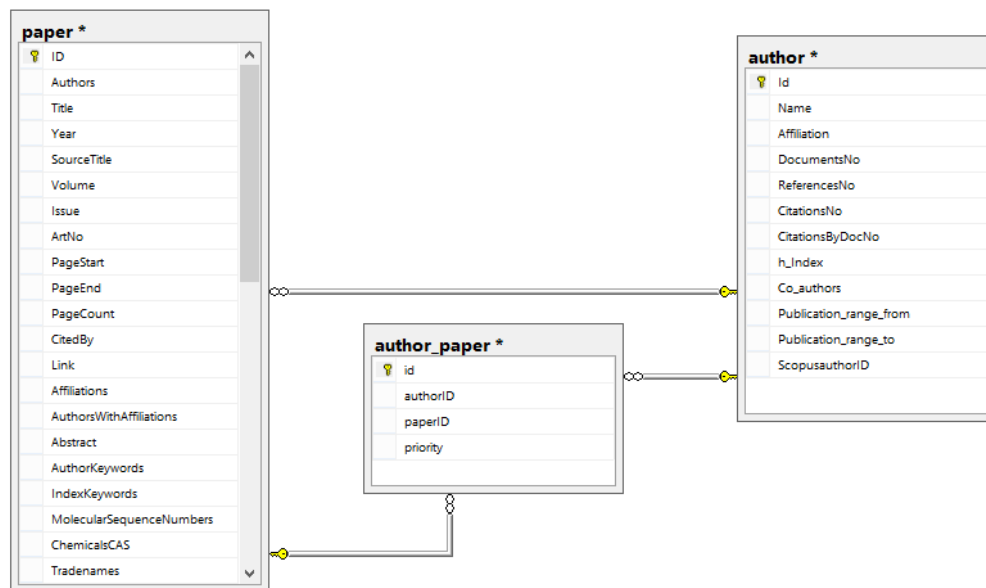 paper *
ID
Authors
Title
Year
SourceTitle
Volume
Issue
ArtNo
PageStart
PageEnd
PageCount
CitedBy
Link
Affiliations
AuthorsWithAffiliations
Abstract
AuthorKeywords
IndexKeywords
MolecularSequenceNumbers
ChemicalsCAS
Tradenames
author_paper *
id
authorID
paperID
priority
author *
Id
Name
Affiliation
DocumentsNo
ReferencesNo
CitationsNo
CitationsByDocNo
h_Index
Co_authors
Publication_range_from
Publication_range_to
ScopusauthorID